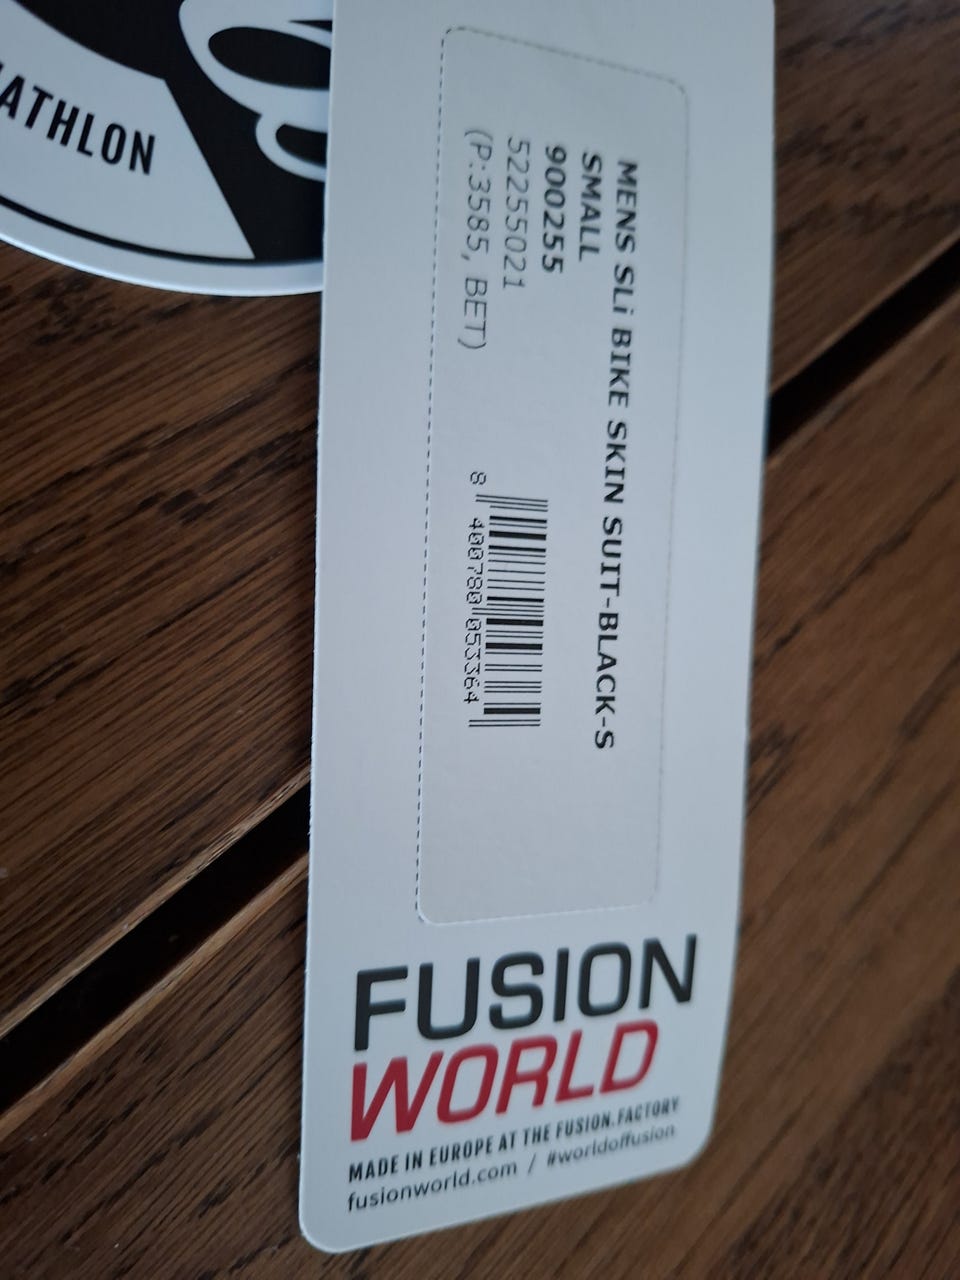 ATHLON
MENS SLi BIKE SKIN SUIT-BLACK-S
SMALL
900255
52255021
(P:3585, BET)
8 400780 053364
FUSION
WORLD
MADE IN EUROPE AT THE FUSION.FACTORY
fusionworld.com / #worldoffusion